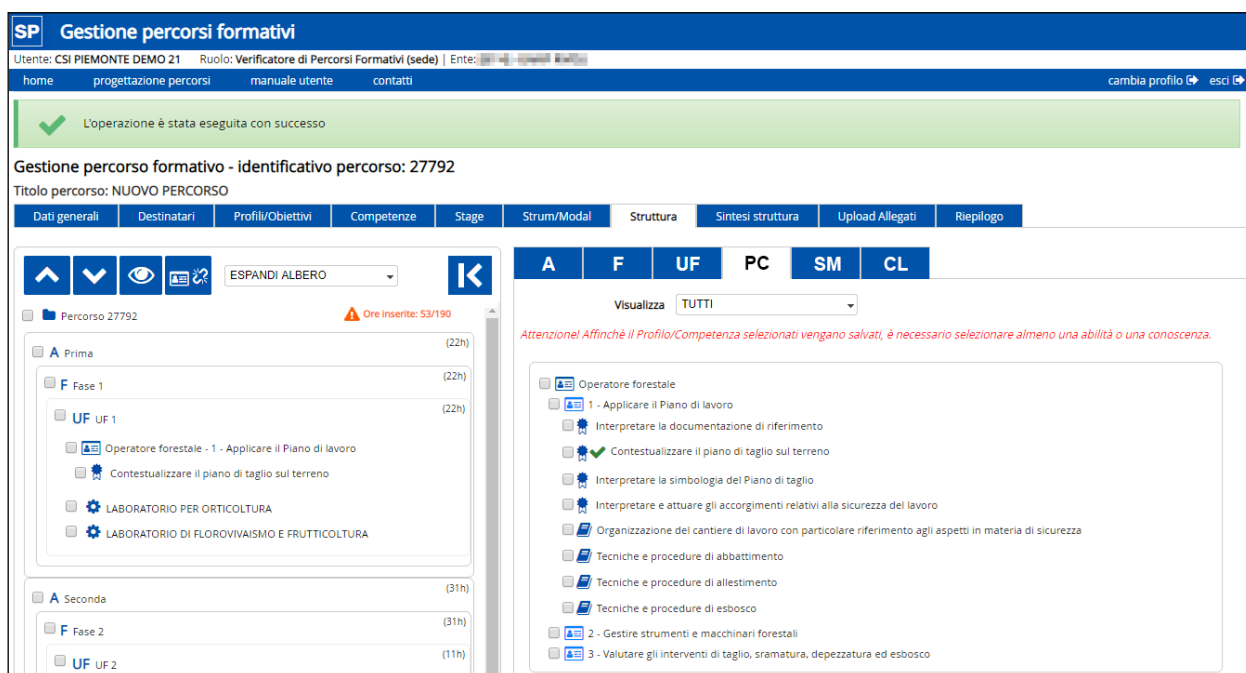 SP Gestione percorsi formativi
Utente: CSI PIEMONTE DEMO 21 Ruolo: Verificatore di Percorsi Formativi (sede) | Ente:
home progettazione percorsi manuale utente contatti cambia profilo esci
L'operazione è stata eseguita con successo
Gestione percorso formativo - identificativo percorso: 27792
Titolo percorso: NUOVO PERCORSO
Dati generali Destinatari Profili/Obiettivi Competenze Stage Strum/Modal Struttura Sintesi struttura Upload Allegati Riepilogo
ESPANDI ALBERO
Percorso 27792 Ore inserite: 53/190
A Prima (22h)
F Fase 1 (22h)
UF UF 1 (22h)
Operatore forestale - 1 - Applicare il Piano di lavoro
Contestualizzare il piano di taglio sul terreno
LABORATORIO PER ORTICOLTURA
LABORATORIO DI FLOROVIVAISMO E FRUTTICOLTURA
A Seconda (31h)
F Fase 2 (31h)
UF UF 2 (11h)
A F UF PC SM CL
Visualizza TUTTI
Attenzione! Affinchè il Profilo/Competenza selezionati vengano salvati, è necessario selezionare almeno una abilità o una conoscenza.
Operatore forestale
1 - Applicare il Piano di lavoro
Interpretare la documentazione di riferimento
Contestualizzare il piano di taglio sul terreno
Interpretare la simbologia del Piano di taglio
Interpretare e attuare gli accorgimenti relativi alla sicurezza del lavoro
Organizzazione del cantiere di lavoro con particolare riferimento agli aspetti in materia di sicurezza
Tecniche e procedure di abbattimento
Tecniche e procedure di allestimento
Tecniche e procedure di esbosco
2 - Gestire strumenti e macchinari forestali
3 - Valutare gli interventi di taglio, sramatura, depezzatura ed esbosco